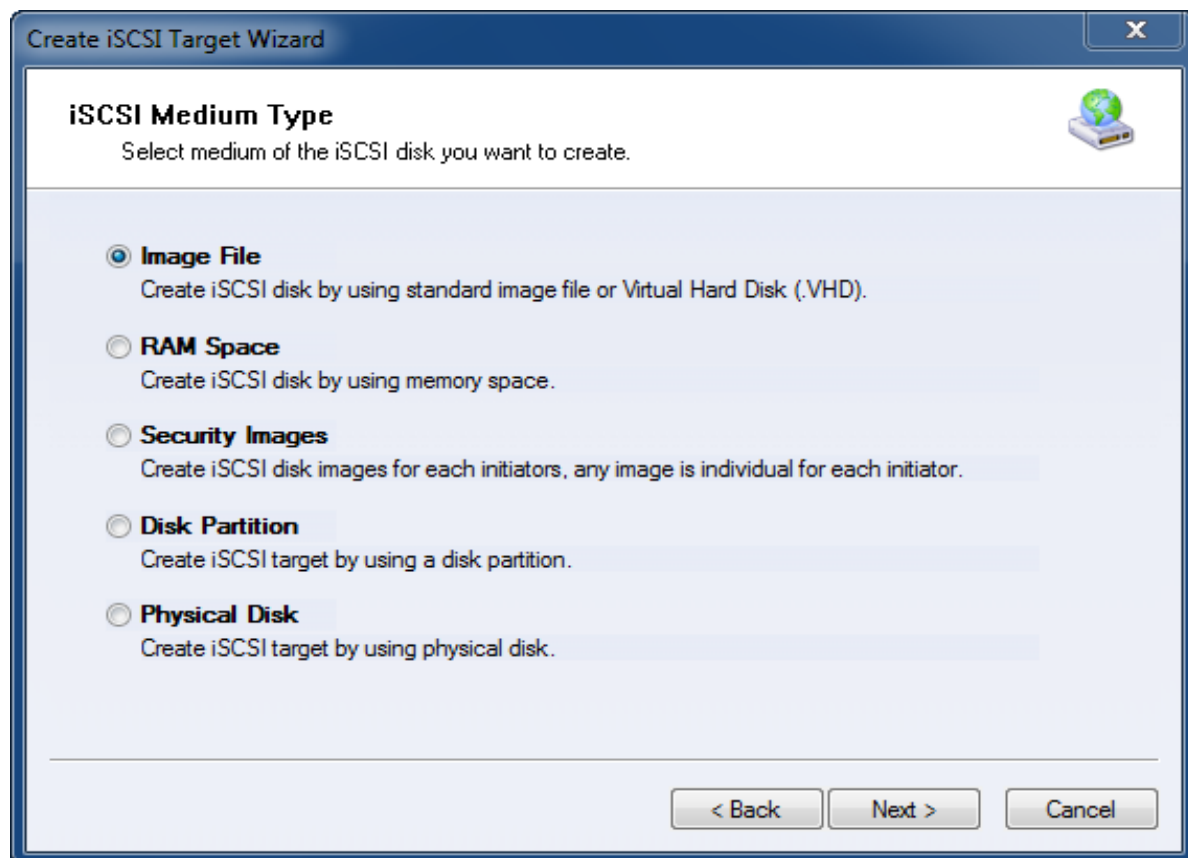 Create iSCSI Target Wizard
iSCSI Medium Type
Select medium of the iSCSI disk you want to create.
Image File
Create iSCSI disk by using standard image file or Virtual Hard Disk (.VHD).
RAM Space
Create iSCSI disk by using memory space.
Security Images
Create iSCSI disk images for each initiators, any image is individual for each initiator.
Disk Partition
Create iSCSI target by using a disk partition.
Physical Disk
Create iSCSI target by using physical disk.
< Back Next > Cancel